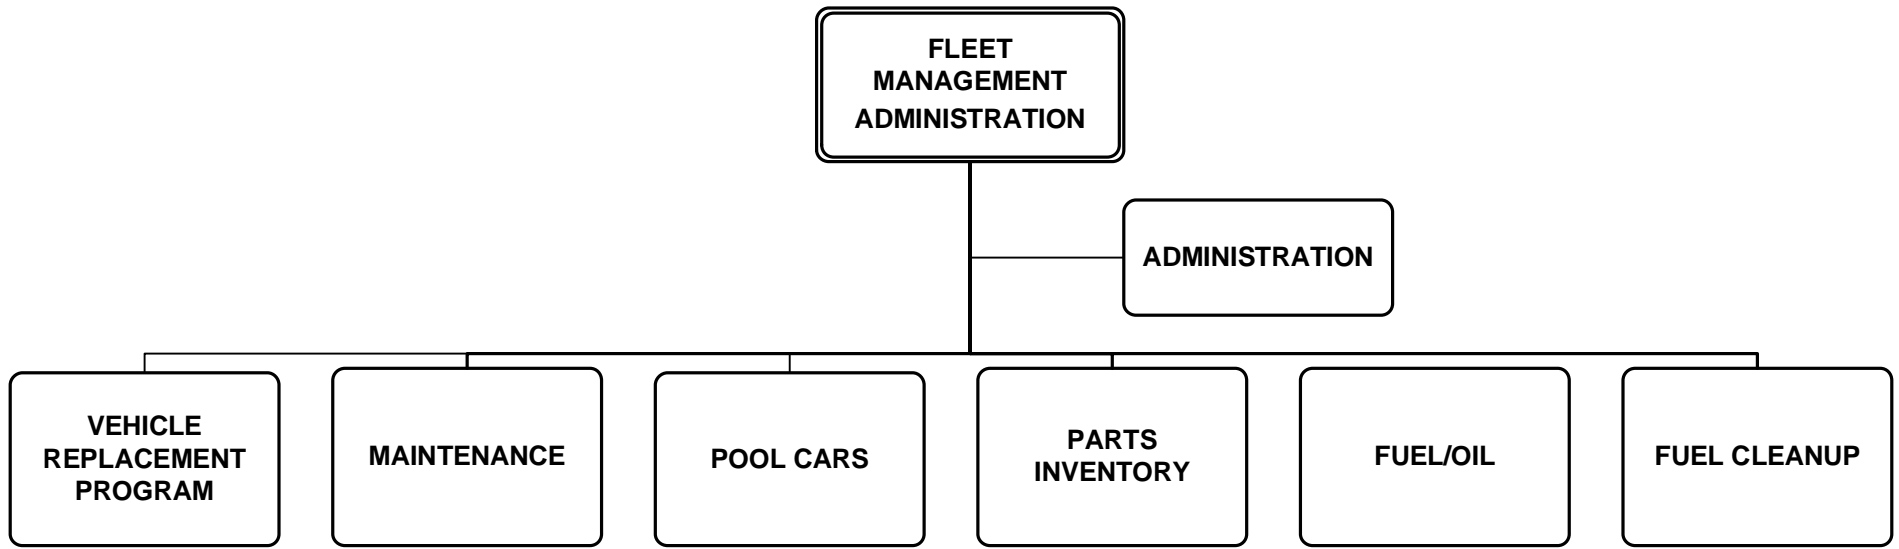 FLEET
MANAGEMENT
ADMINISTRATION
ADMINISTRATION
VEHICLE
REPLACEMENT
PROGRAM
MAINTENANCE
POOL CARS
PARTS
INVENTORY
FUEL/OIL
FUEL CLEANUP